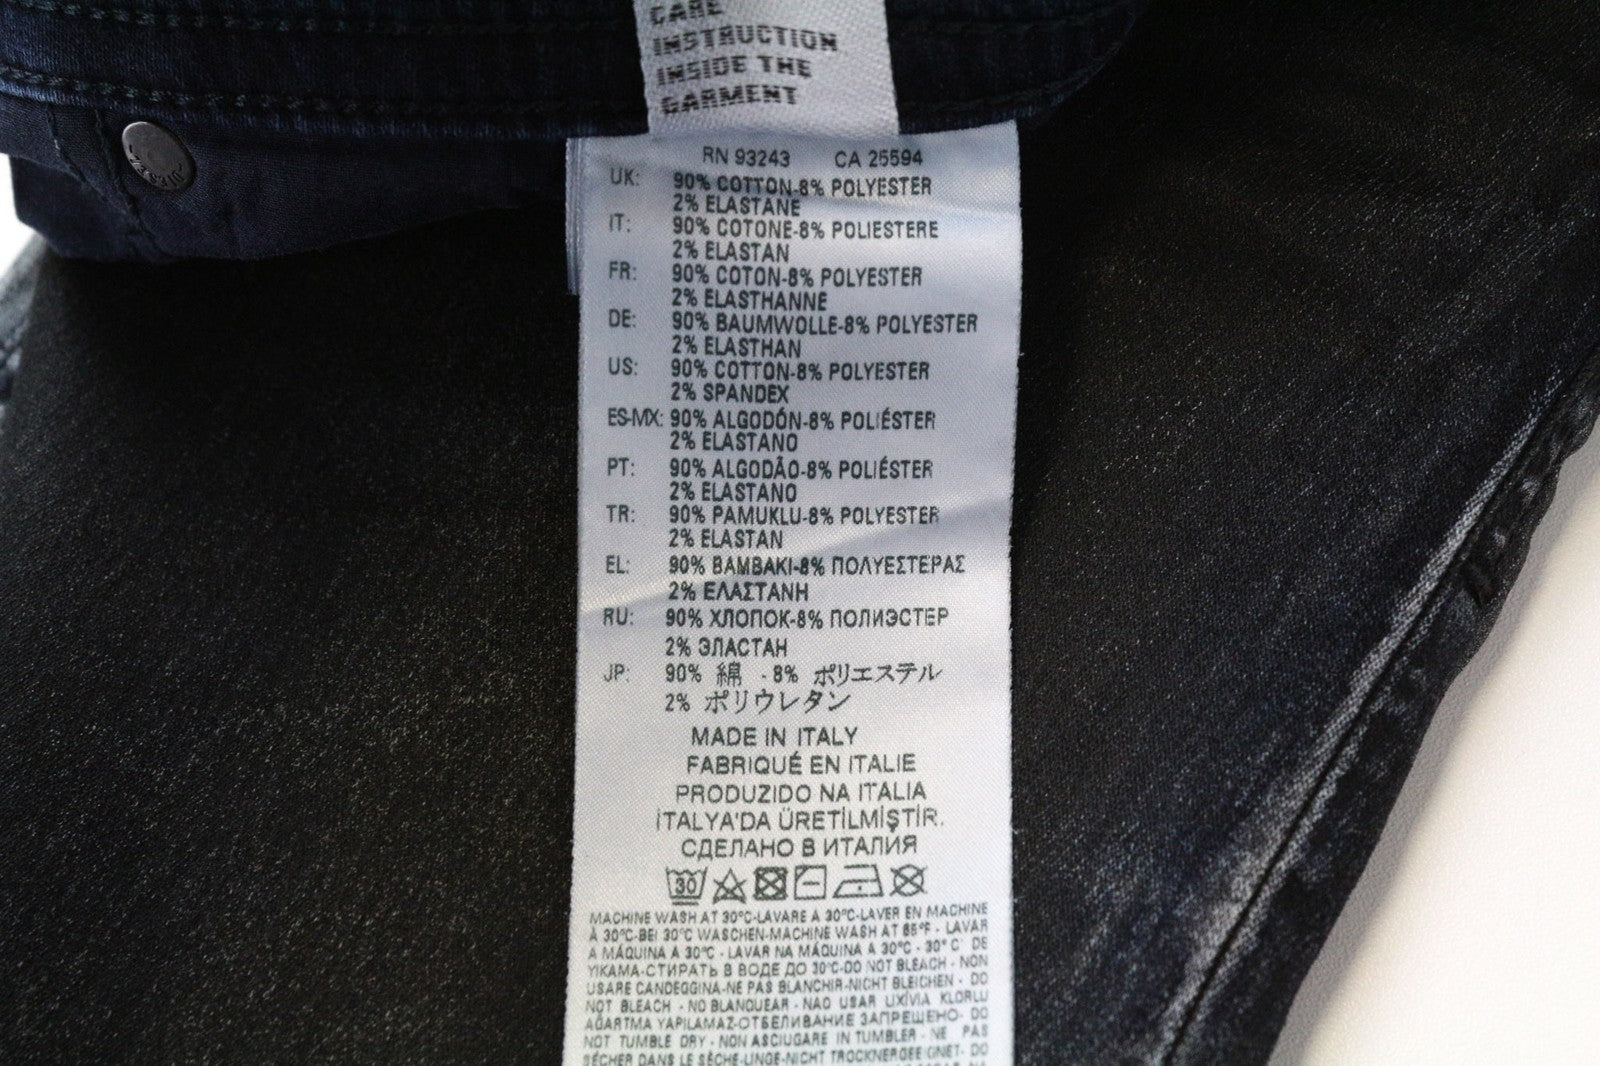 CARE
INSTRUCTION
INSIDE THE
GARMENT
DIESEL
RN 93243 CA 25594
UK: 90% COTTON-8% POLYESTER
2% ELASTANE
IT: 90% COTONE-8% POLIESTERE
2% ELASTAN
FR: 90% COTON-8% POLYESTER
2% ELASTHANNE
DE: 90% BAUMWOLLE-8% POLYESTER
2% ELASTHAN
US: 90% COTTON-8% POLYESTER
2% SPANDEX
ES-MX: 90% ALGODÓN-8% POLIÉSTER
2% ELASTANO
PT: 90% ALGODÃO-8% POLIÉSTER
2% ELASTANO
TR: 90% PAMUKLU-8% POLYESTER
2% ELASTAN
EL: 90% ΒΑΜΒΑΚΙ-8% ΠΟΛΥΕΣΤΕΡΑΣ
2% ΕΛΑΣΤΑΝΗ
RU: 90% ХЛОПОК-8% ПОЛИЭСТЕР
2% ЭЛАСТАН
JP: 90% 綿 - 8% ポリエステル
2% ポリウレタン
MADE IN ITALY
FABRIQUÉ EN ITALIE
PRODUZIDO NA ITALIA
İTALYA'DA ÜRETİLMİŞTİR.
СДЕЛАНО В ИТАЛИЯ
30
MACHINE WASH AT 30°C-LAVARE A 30°C-LAVER EN MACHINE
À 30°C-BEI 30°C WASCHEN-MACHINE WASH AT 85°F - LAVAR
A MÁQUINA A 30°C - LAVAR NA MÁQUINA A 30°C - 30° C' DE
YIKAMA-СТИРАТЬ В ВОДЕ ДО 30°C-DO NOT BLEACH - NON
USARE CANDEGGINA-NE PAS BLANCHIR-NICHT BLEICHEN - DO
NOT BLEACH - NO BLANQUEAR - NAO USAR LIXÍVIA KLORLU
AĞARTMA YAPILAMAZ-ОТБЕЛИВАНИЕ ЗАПРЕЩЕНО- DO
NOT TUMBLE DRY - NON ASCIUGARE IN TUMBLER - NE PAS
SÉCHER DANS LE SÈCHE-LINGE-NICHT TROCKNERGEEIGNET- DO